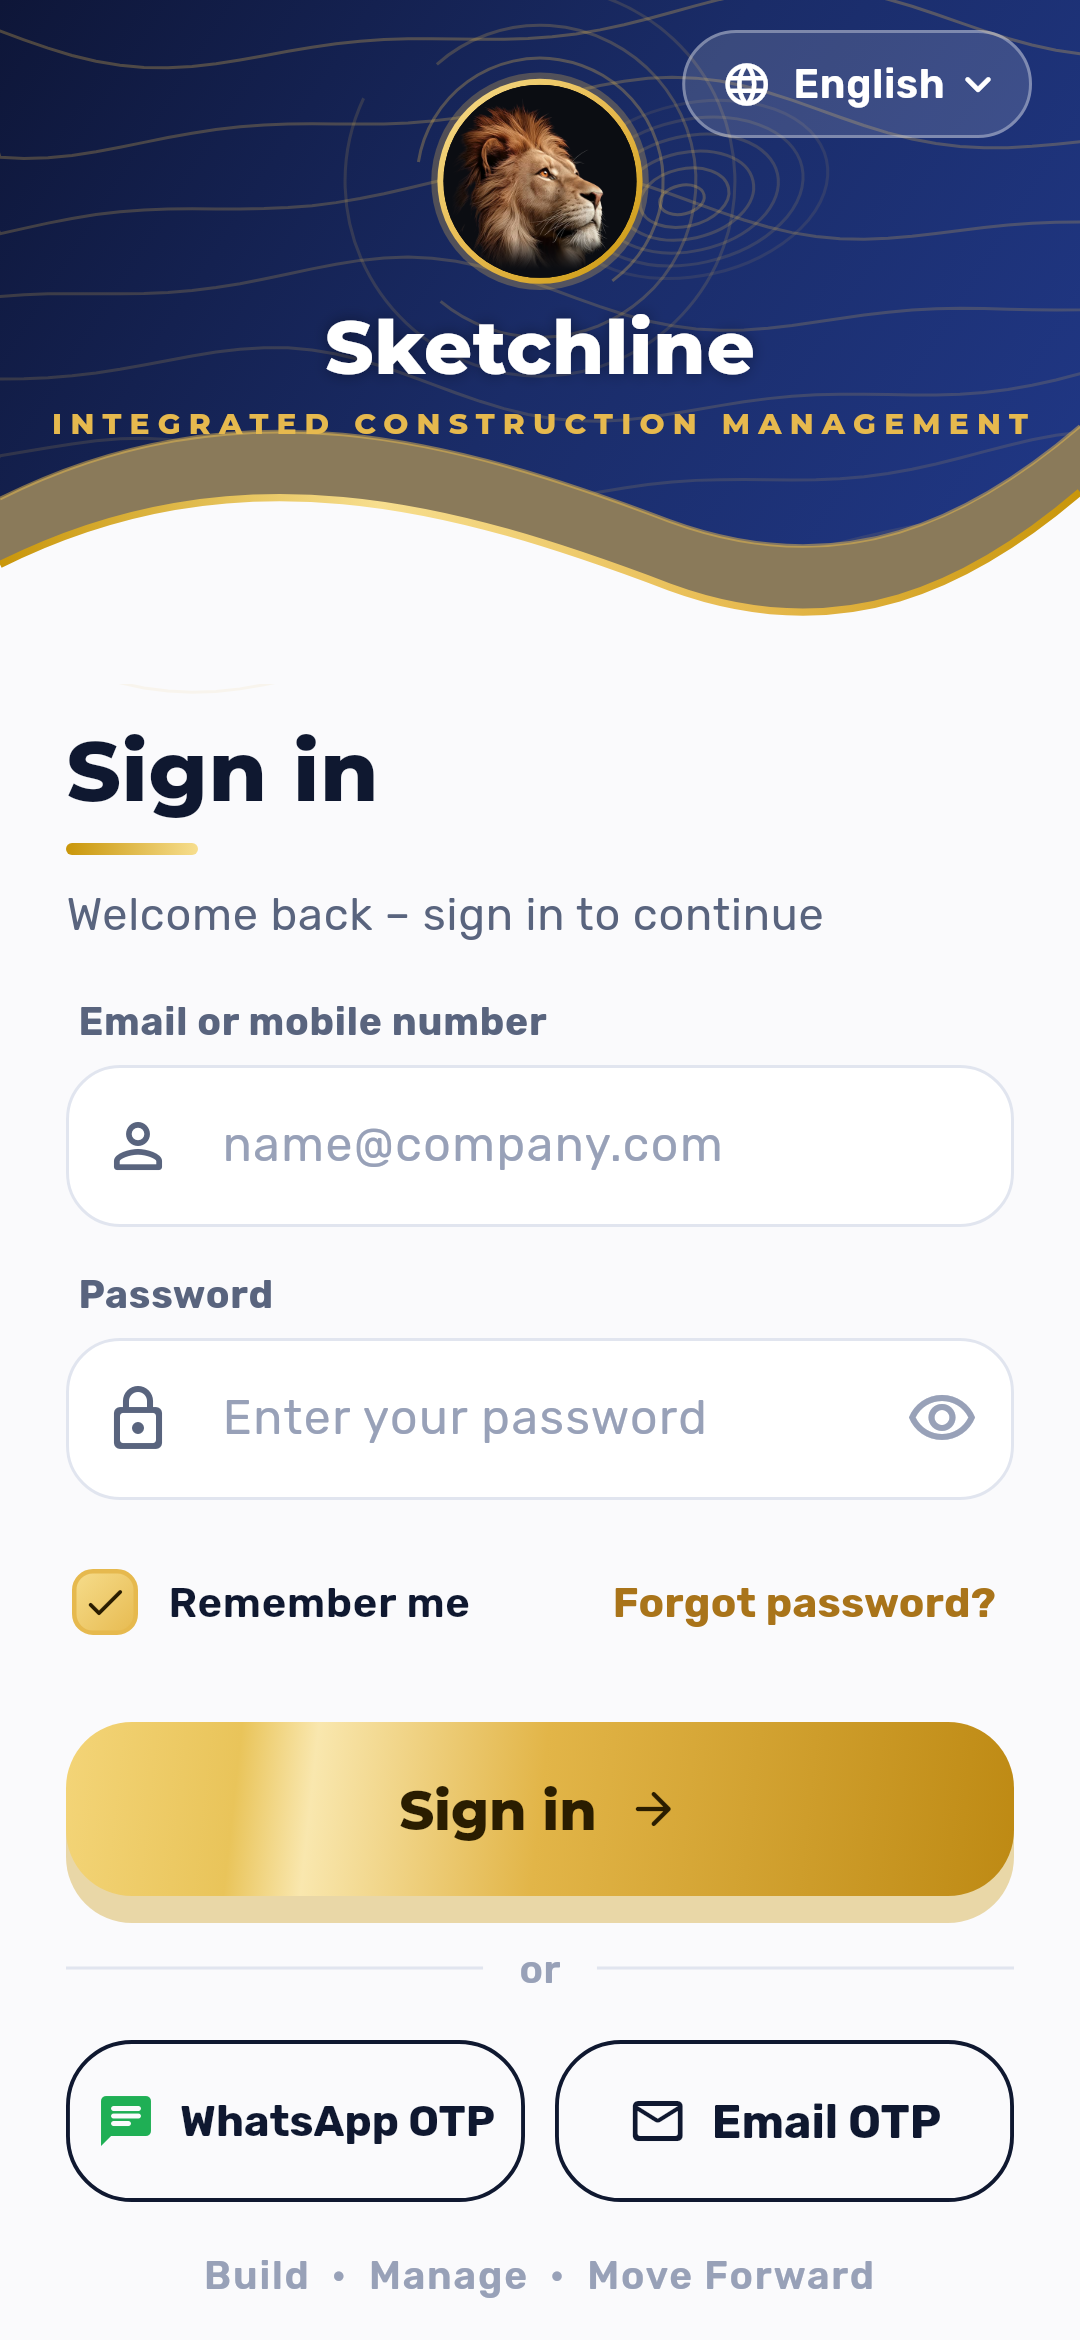 English
Sketchline
INTEGRATED CONSTRUCTION MANAGEMENT
Sign in
Welcome back – sign in to continue
Email or mobile number
name@company.com
Password
Enter your password
Remember me
Forgot password?
Sign in
or
WhatsApp OTP
Email OTP
Build • Manage • Move Forward